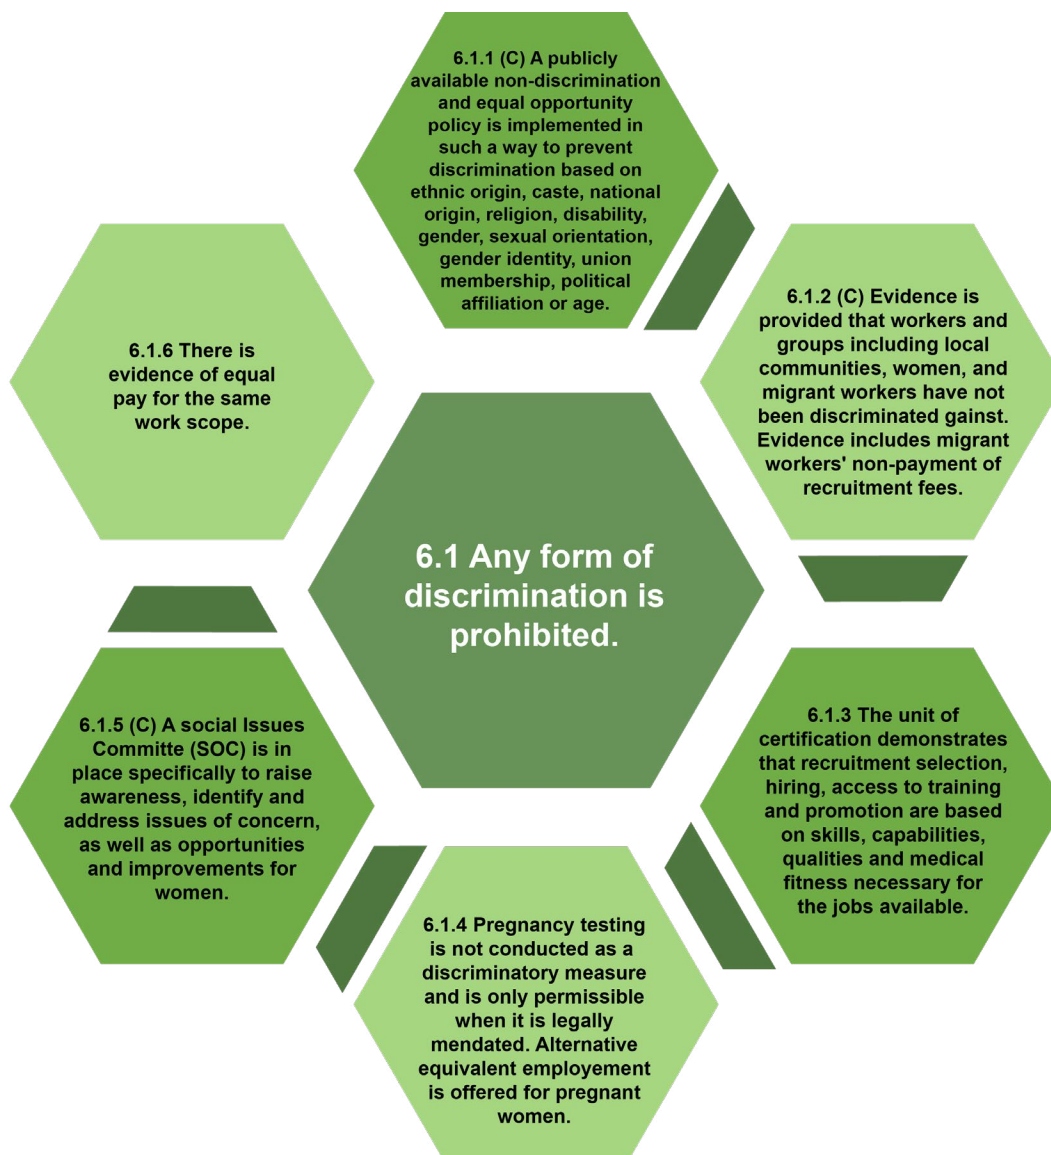 6.1.1 (C) A publicly
available non-discrimination
and equal opportunity
policy is implemented in
such a way to prevent
discrimination based on
ethnic origin, caste, national
origin, religion, disability,
gender, sexual orientation,
gender identity, union
membership, political
affiliation or age.
6.1.2 (C) Evidence is
provided that workers and
groups including local
communities, women, and
migrant workers have not
been discriminated gainst.
Evidence includes migrant
workers' non-payment of
recruitment fees.
6.1.6 There is
evidence of equal
pay for the same
work scope.
6.1 Any form of
discrimination is
prohibited.
6.1.3 The unit of
certification demonstrates
that recruitment selection,
hiring, access to training
and promotion are based
on skills, capabilities,
qualities and medical
fitness necessary for
the jobs available.
6.1.5 (C) A social Issues
Committe (SOC) is in
place specifically to raise
awareness, identify and
address issues of concern,
as well as opportunities
and improvements for
women.
6.1.4 Pregnancy testing
is not conducted as a
discriminatory measure
and is only permissible
when it is legally
mendated. Alternative
equivalent employement
is offered for pregnant
women.